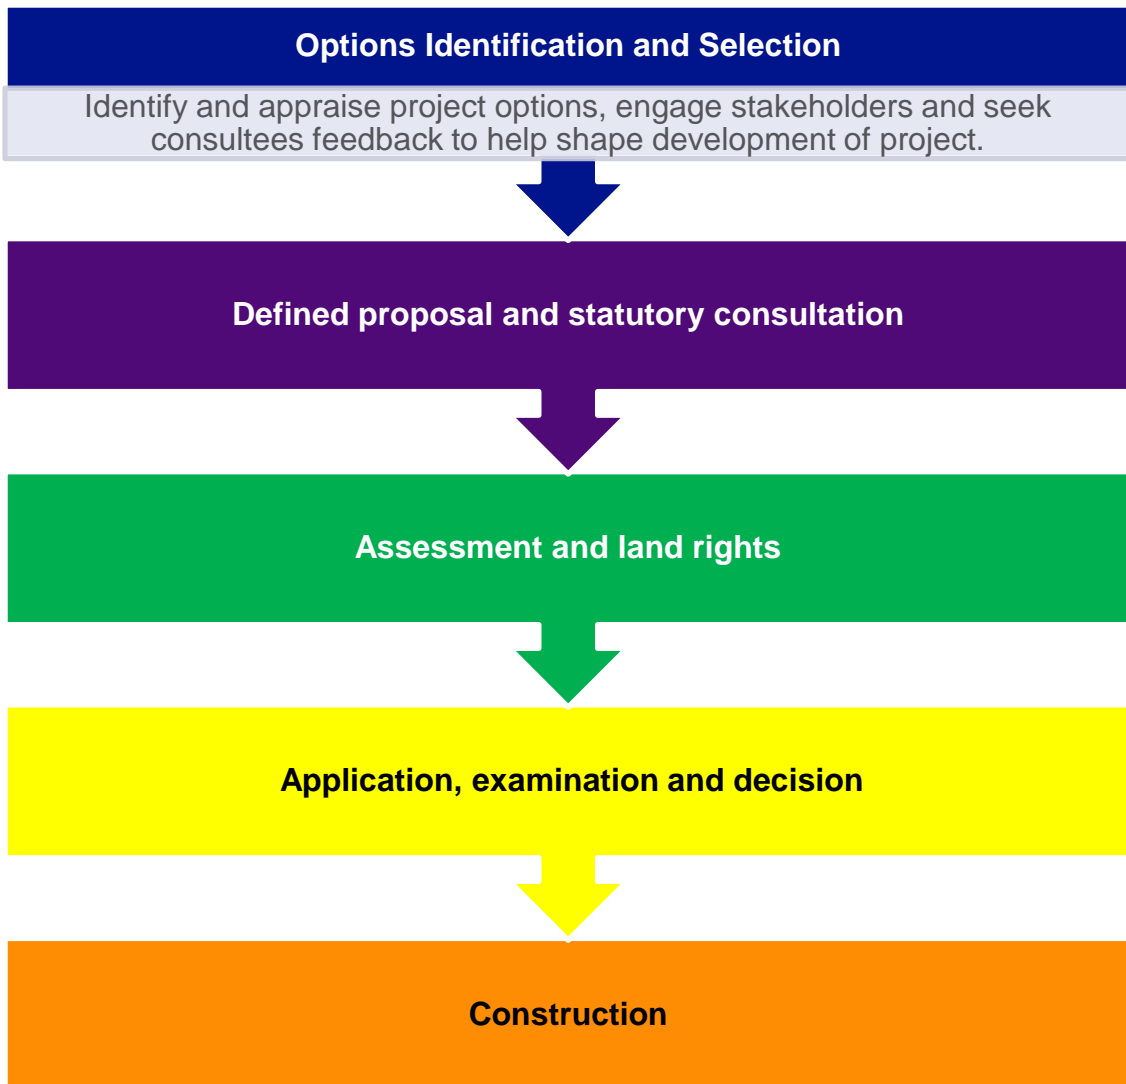 Options Identification and Selection
Identify and appraise project options, engage stakeholders and seek
consultees feedback to help shape development of project.
Defined proposal and statutory consultation
Assessment and land rights
Application, examination and decision
Construction